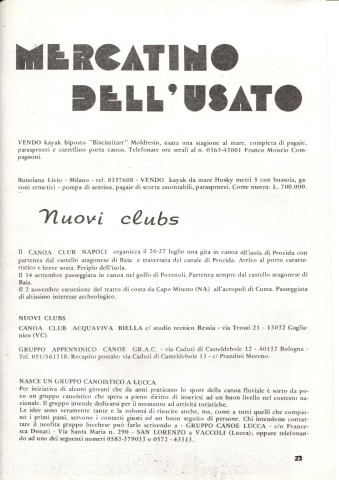 MERCATINO
DELL'USATO
VENDO kayak biposto "Biscimitarr" Moldresin, usata una stagione al mare, completa di pagaie,
paraspruzzi e cartellino porta canoa. Telefonare ore serali al n. 0363-45001 Franco Monzio Com-
pagnoni.
Banolana Livio - Milano - tel. 8357608 - VENDO kayak da mare Husky metri 5 con bussola, ga-
voni ermetici - pompa di sentina, pagaie di scorta smontabili, paraspruzzi. Come nuova: L. 700.000.
Nuovi clubs
Il CANOA CLUB NAPOLI organizza il 26-27 luglio una gita in canoa all'isola di Procida con
partenza dal castello aragonese di Baia e traversata del canale di Procida. Arrivo al porto caratte-
ristico e breve sosta. Periplo dell'isola.
Il 14 settembre passeggiata in canoa nel golfo di Pozzuoli. Partenza sempre dal castello aragonese di
Baia.
Il 2 novembre escursione del tratto di costa da Capo Miseno (NA) all'acropoli di Cuma. Passeggiata
di altissimo interesse archeologico.
NUOVI CLUBS
CANOA CLUB ACQUAVIVA BIELLA c/ studio tecnico Ressia - via Trossi 21 - 13032 Gaglia-
nico (VC).
GRUPPO APPENNINICO CANOE GR.A.C. - via Caduti di Casteldebole 12 - 40132 Bologna -
Tel. 051/561318. Recapito postale: via Caduti di Casteldebole 13 - c/ Prandini Moreno.
NASCE UN GRUPPO CANOISTICO A LUCCA
Per iniziativa di alcuni giovani che da anni praticano lo sport della canoa fluviale è sorto da po-
co un gruppo canoistico che spera a pieno diritto di inserirsi ad un buon livello nel contesto na-
zionale. Il gruppo intende dedicarsi per il momento ad attività turistiche.
Le idee sono veramente tante e la volontà di riuscire anche, ma, come a tutti quelli che compio-
no i primi passi, servono i contatti giusti ed un buon seguito di persone. Chi intendesse contat-
tare il neofita gruppo lucchese può farlo scrivendo a - GRUPPO CANOE LUCCA - c/o France-
sca Donati - Via Santa Maria n. 290 - SAN LORENZO a VACCOLI (Lucca), oppure telefonan-
do ad uno dei seguenti numeri 0583-379053 o 0572 - 43313.
23